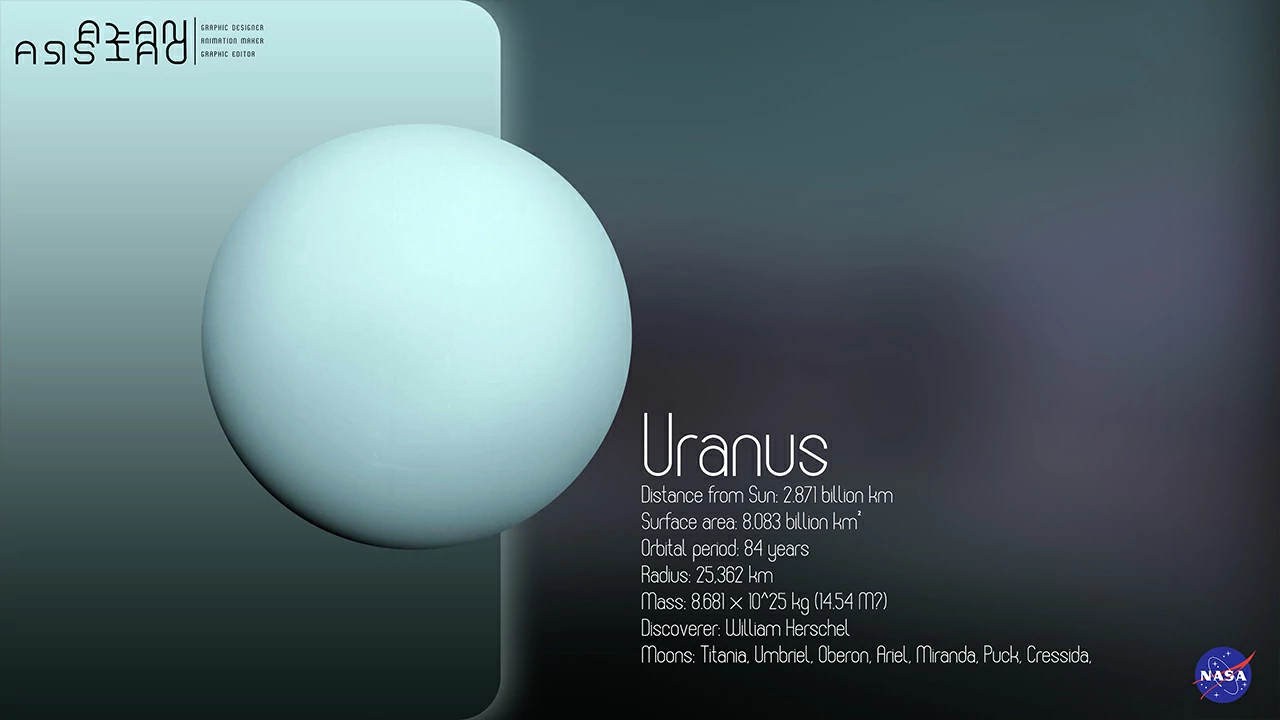 GRAPHIC DESIGNER
ANIMATION MAKER
GRAPHIC EDITOR
Uranus
Distance from Sun: 2.871 billion km
Surface area: 8.083 billion km²
Orbital period: 84 years
Radius: 25,362 km
Mass: 8.681 × 10^25 kg (14.54 M?)
Discoverer: William Herschel
Moons: Titania, Umbriel, Oberon, Ariel, Miranda, Puck, Cressida,
NASA